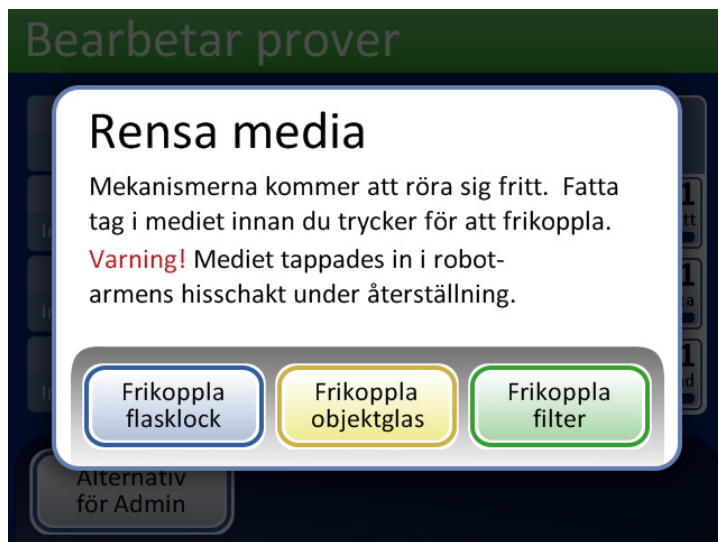 Bearbetar prover
Rensa media
Mekanismerna kommer att röra sig fritt.  Fatta
tag i mediet innan du trycker för att frikoppla.
Varning! Mediet tappades in i robot-
armens hisschakt under återställning.
Frikoppla
flasklock
Frikoppla
objektglas
Frikoppla
filter
Alternativ
för Admin